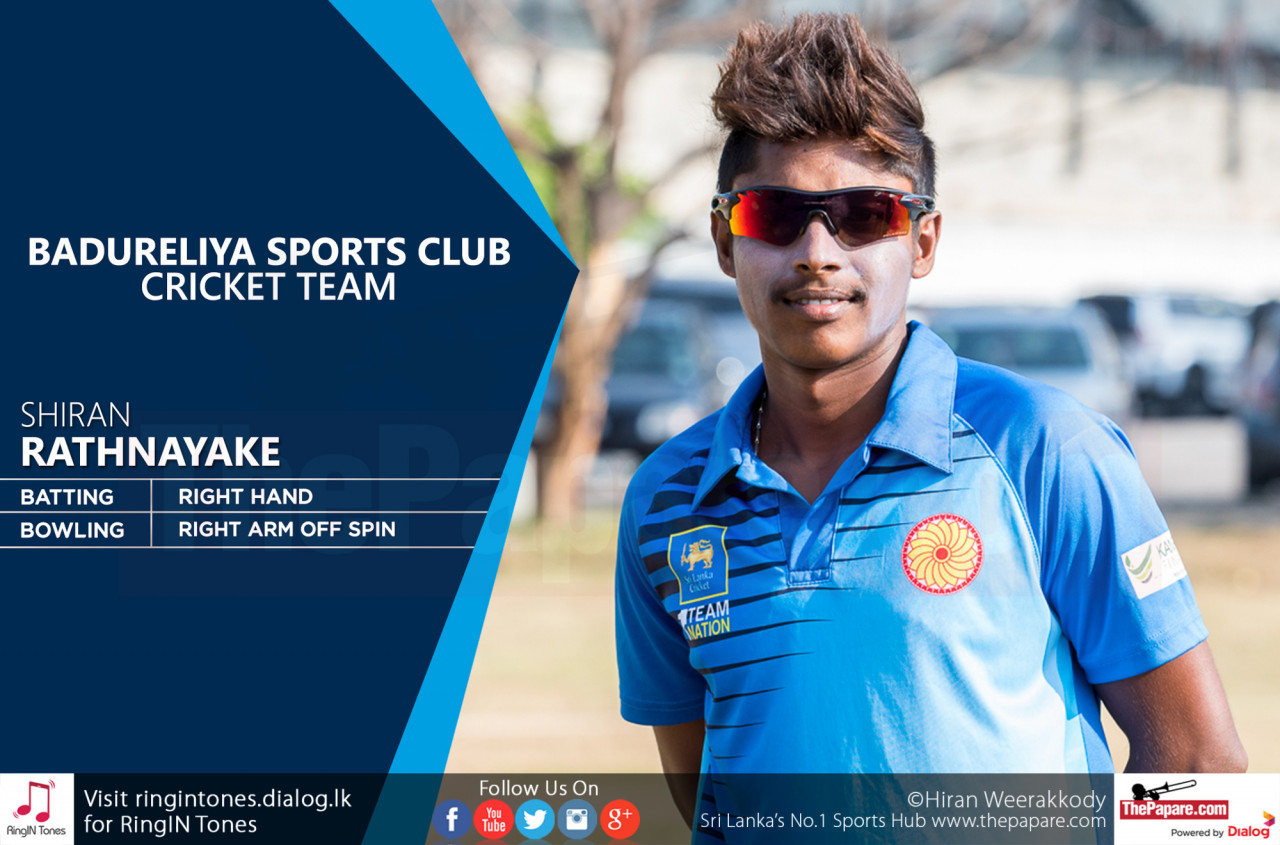 BADURELIYA SPORTS CLUB
CRICKET TEAM
SHIRAN
RATHNAYAKE
BATTING RIGHT HAND
BOWLING RIGHT ARM OFF SPIN
Sri Lanka
Cricket
TEAM
NATION
RingIN Tones
Visit ringintones.dialog.lk
for RingIN Tones
Follow Us On
f You Tube g+
©Hiran Weerakkody
Sri Lanka's No.1 Sports Hub www.thepapare.com
ThePapare.com
Powered by Dialog